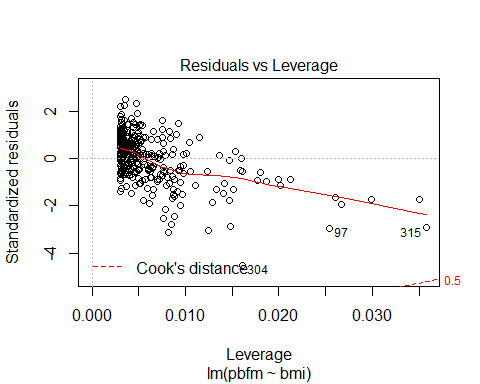 Residuals vs Leverage
Standardized residuals
2
0
-2
-4
97
315
304
Cook's distance
0.5
0.000
0.010
0.020
0.030
Leverage
lm(pbfm ~ bmi)